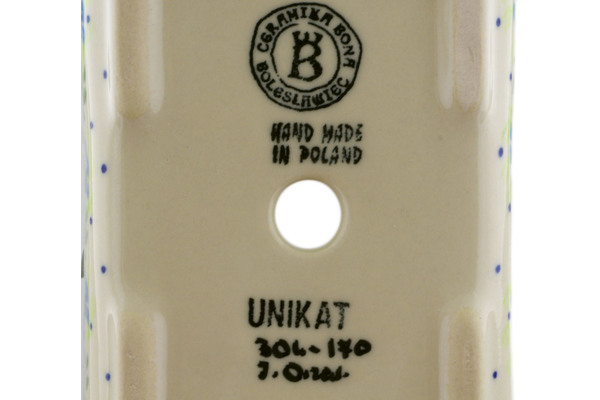 CERAMIKA BONA
BOLESŁAWIEC
B
HAND MADE
IN POLAND
UNIKAT
304-170